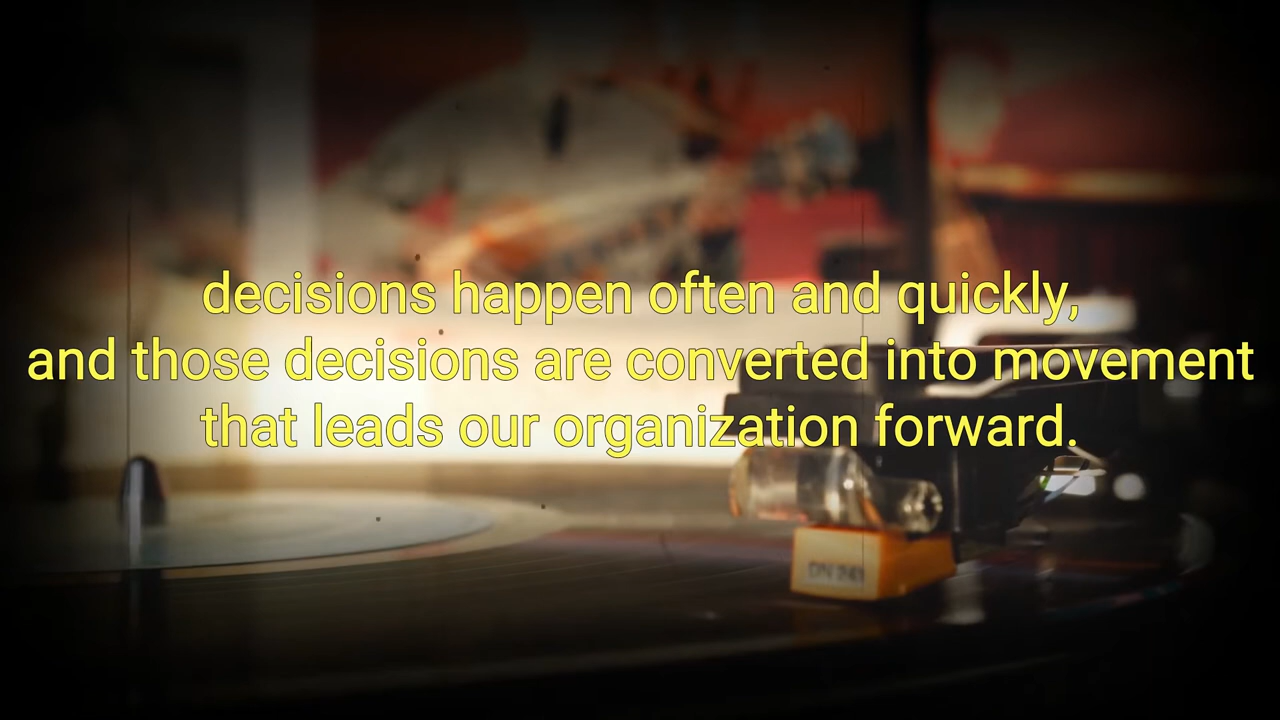 decisions happen often and quickly,
and those decisions are converted into movement
that leads our organization forward.